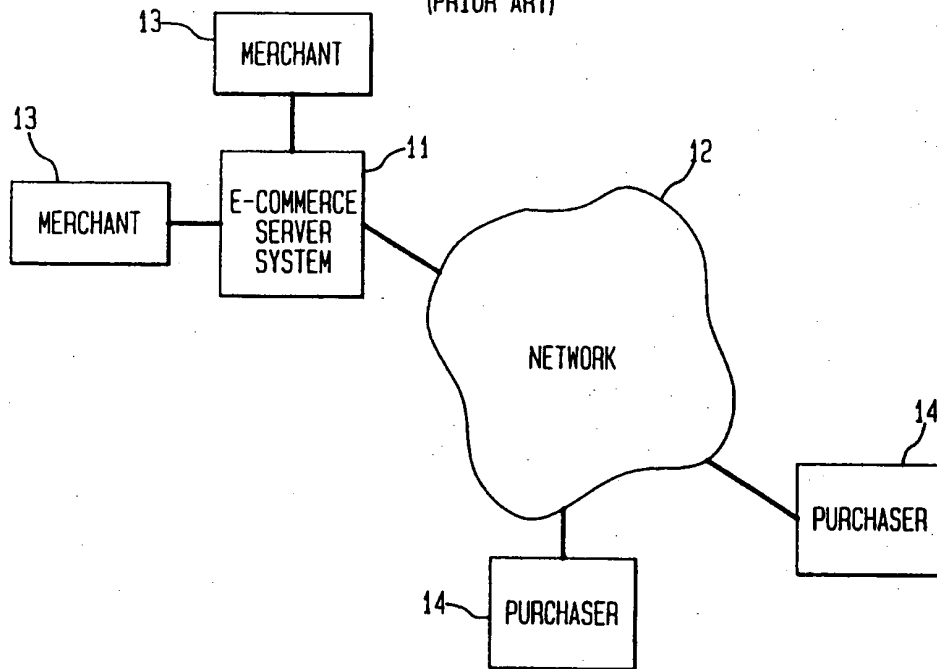 (PRIOR ART)
13
MERCHANT
13
11
12
MERCHANT
E-COMMERCE
SERVER
SYSTEM
NETWORK
14
PURCHASER
14
PURCHASER